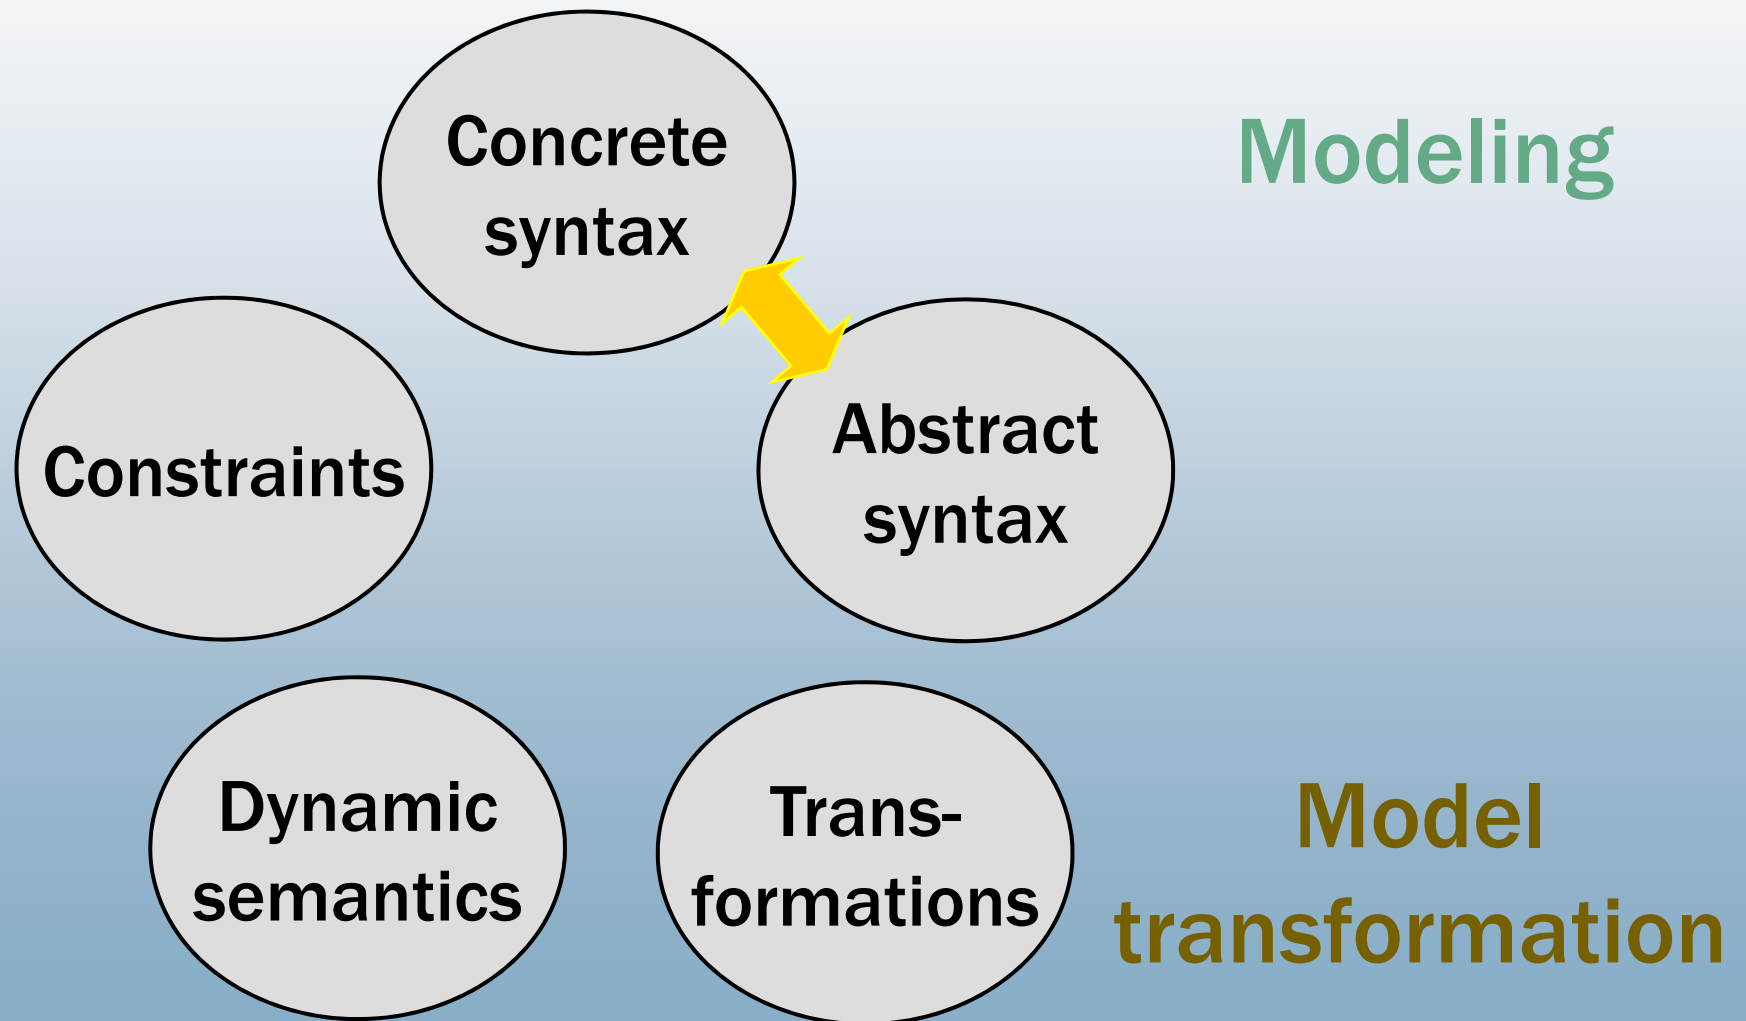 Concrete
syntax
Modeling
Constraints
Abstract
syntax
Dynamic
semantics
Trans-
formations
Model
transformation